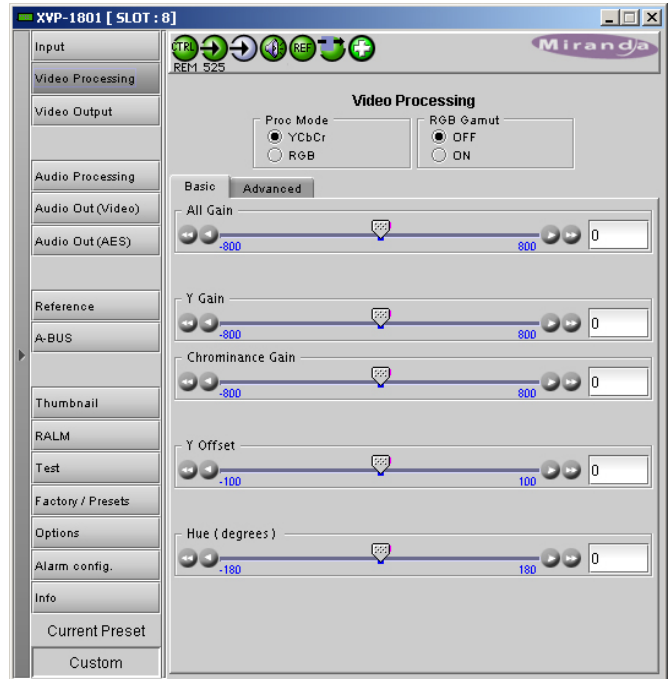 XVP-1801 [ SLOT : 8]
Input
Video Processing
Video Output
Audio Processing
Audio Out (Video)
Audio Out (AES)
Reference
A-BUS
Thumbnail
RALM
Test
Factory / Presets
Options
Alarm config.
Info
Current Preset
Custom
CTRL REF
REM 525
Miranda
Video Processing
Proc Mode
YCbCr
RGB
RGB Gamut
OFF
ON
Basic Advanced
All Gain
-800 800 0
Y Gain
-800 800 0
Chrominance Gain
-800 800 0
Y Offset
-100 100 0
Hue ( degrees )
-180 180 0